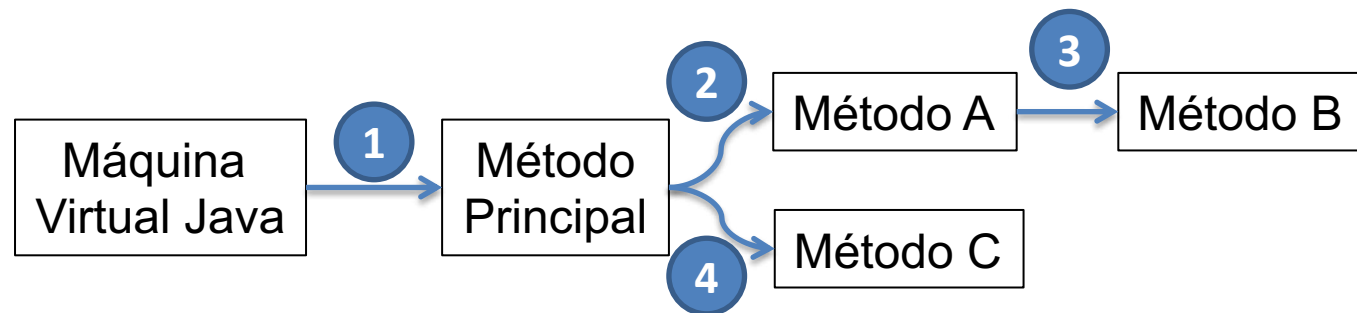 Máquina
Virtual Java
1
Método
Principal
2
Método A
3
Método B
4
Método C